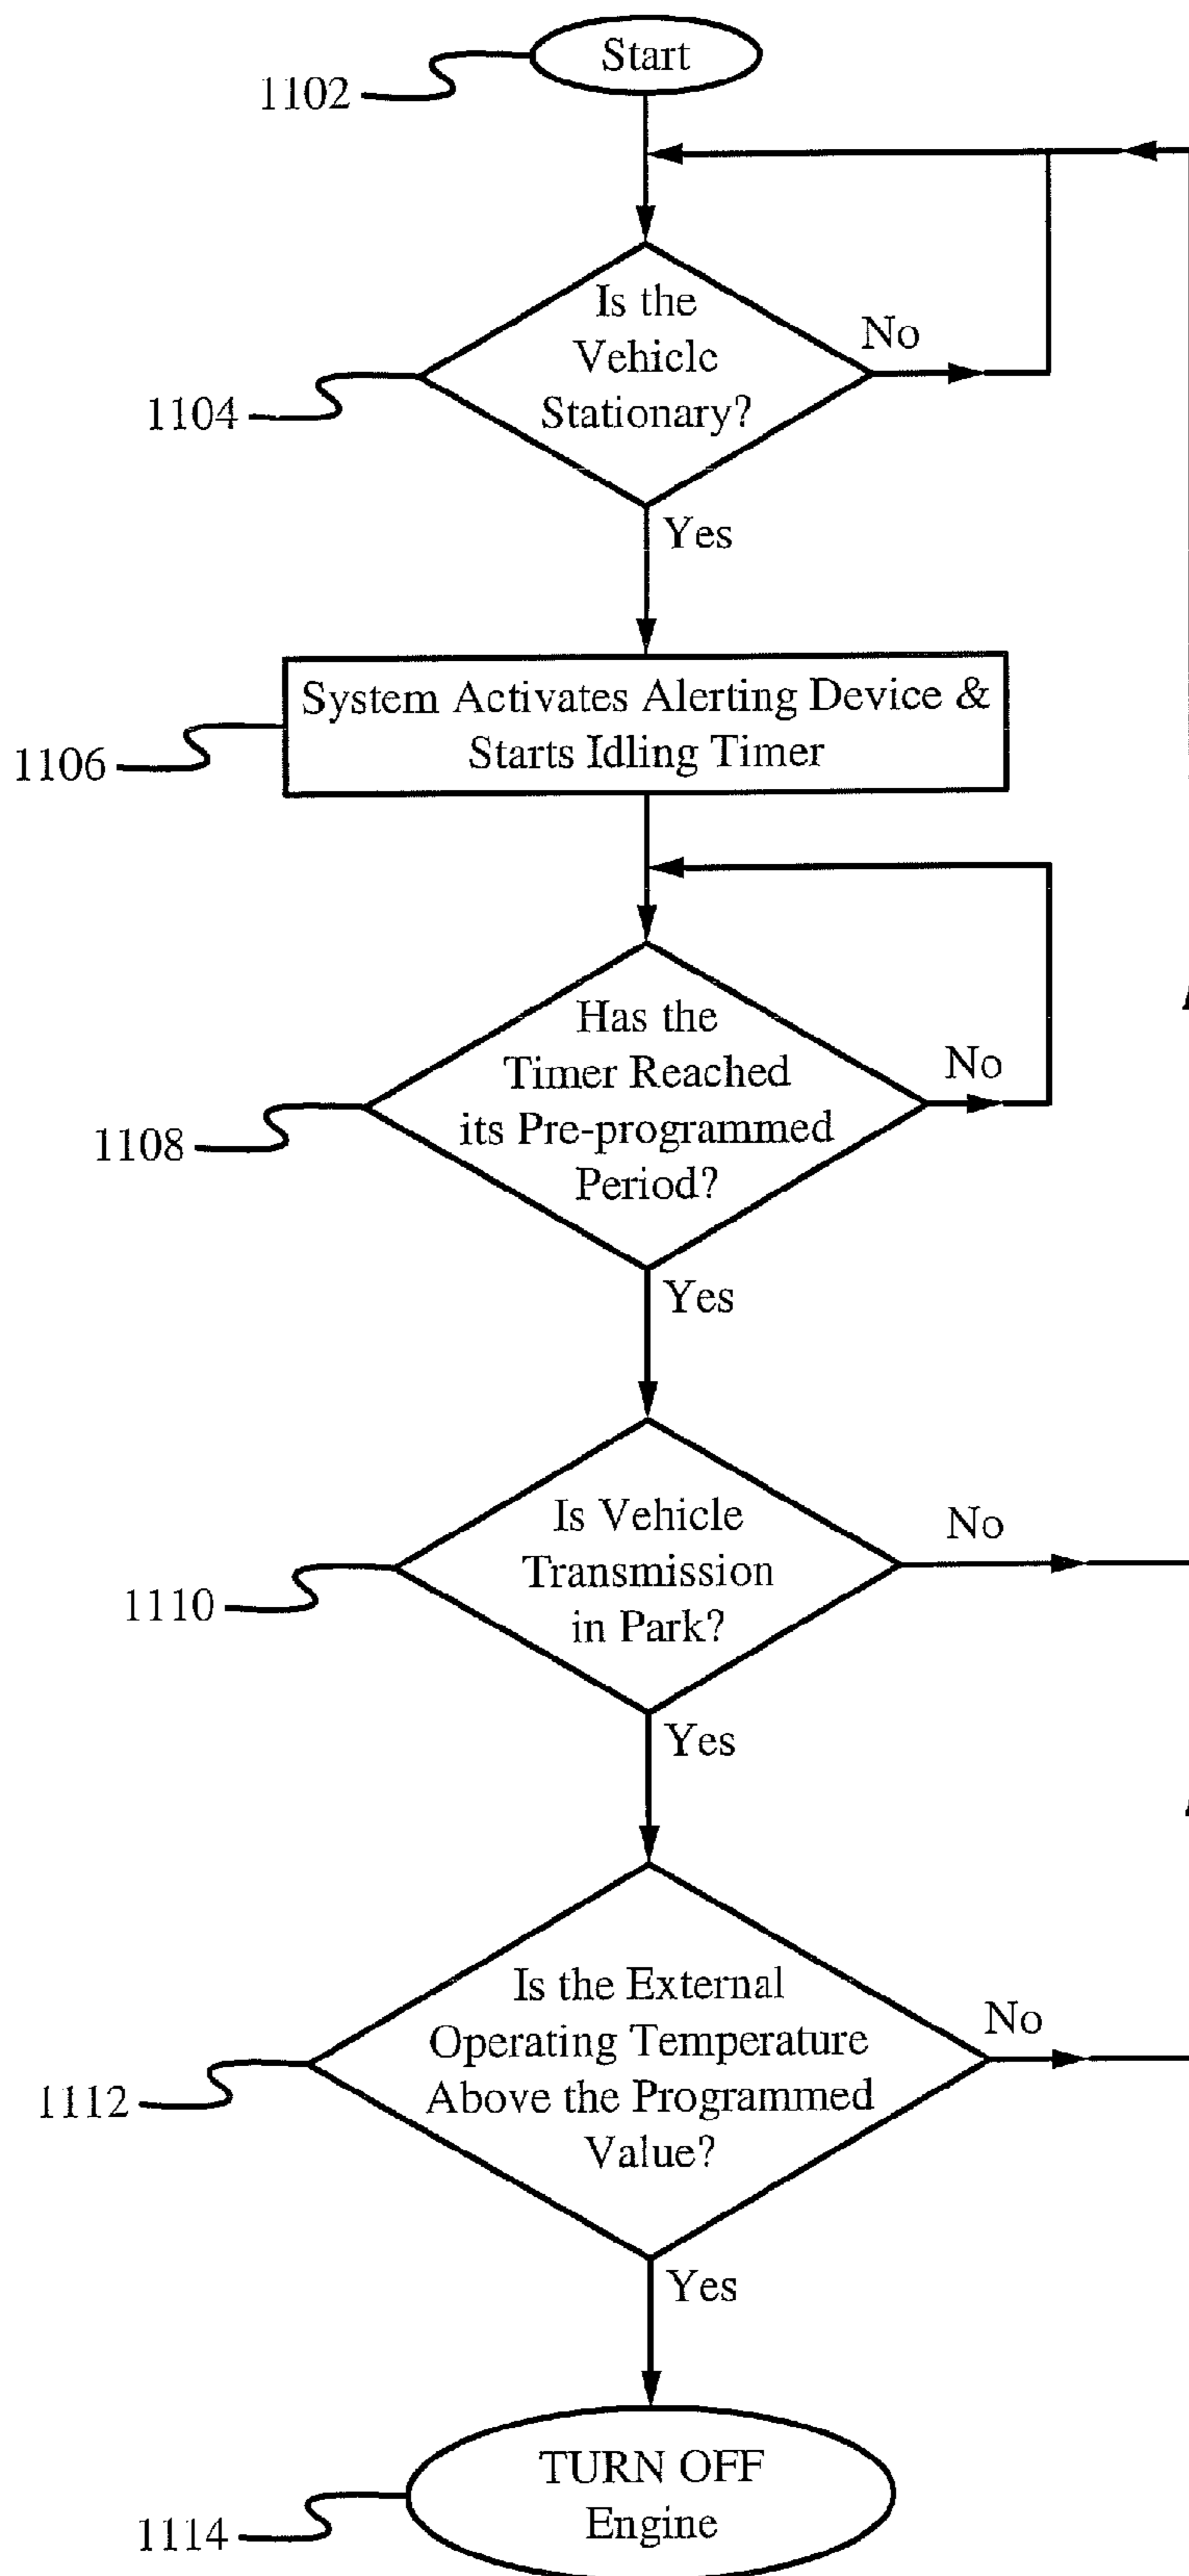 Start
1102
Is the
Vehicle
Stationary?
No
1104
Yes
System Activates Alerting Device &
Starts Idling Timer
1106
Has the
Timer Reached
its Pre-programmed
Period?
No
1108
Yes
Is Vehicle
Transmission
in Park?
No
1110
Yes
Is the External
Operating Temperature
Above the Programmed
Value?
No
1112
Yes
TURN OFF
Engine
1114